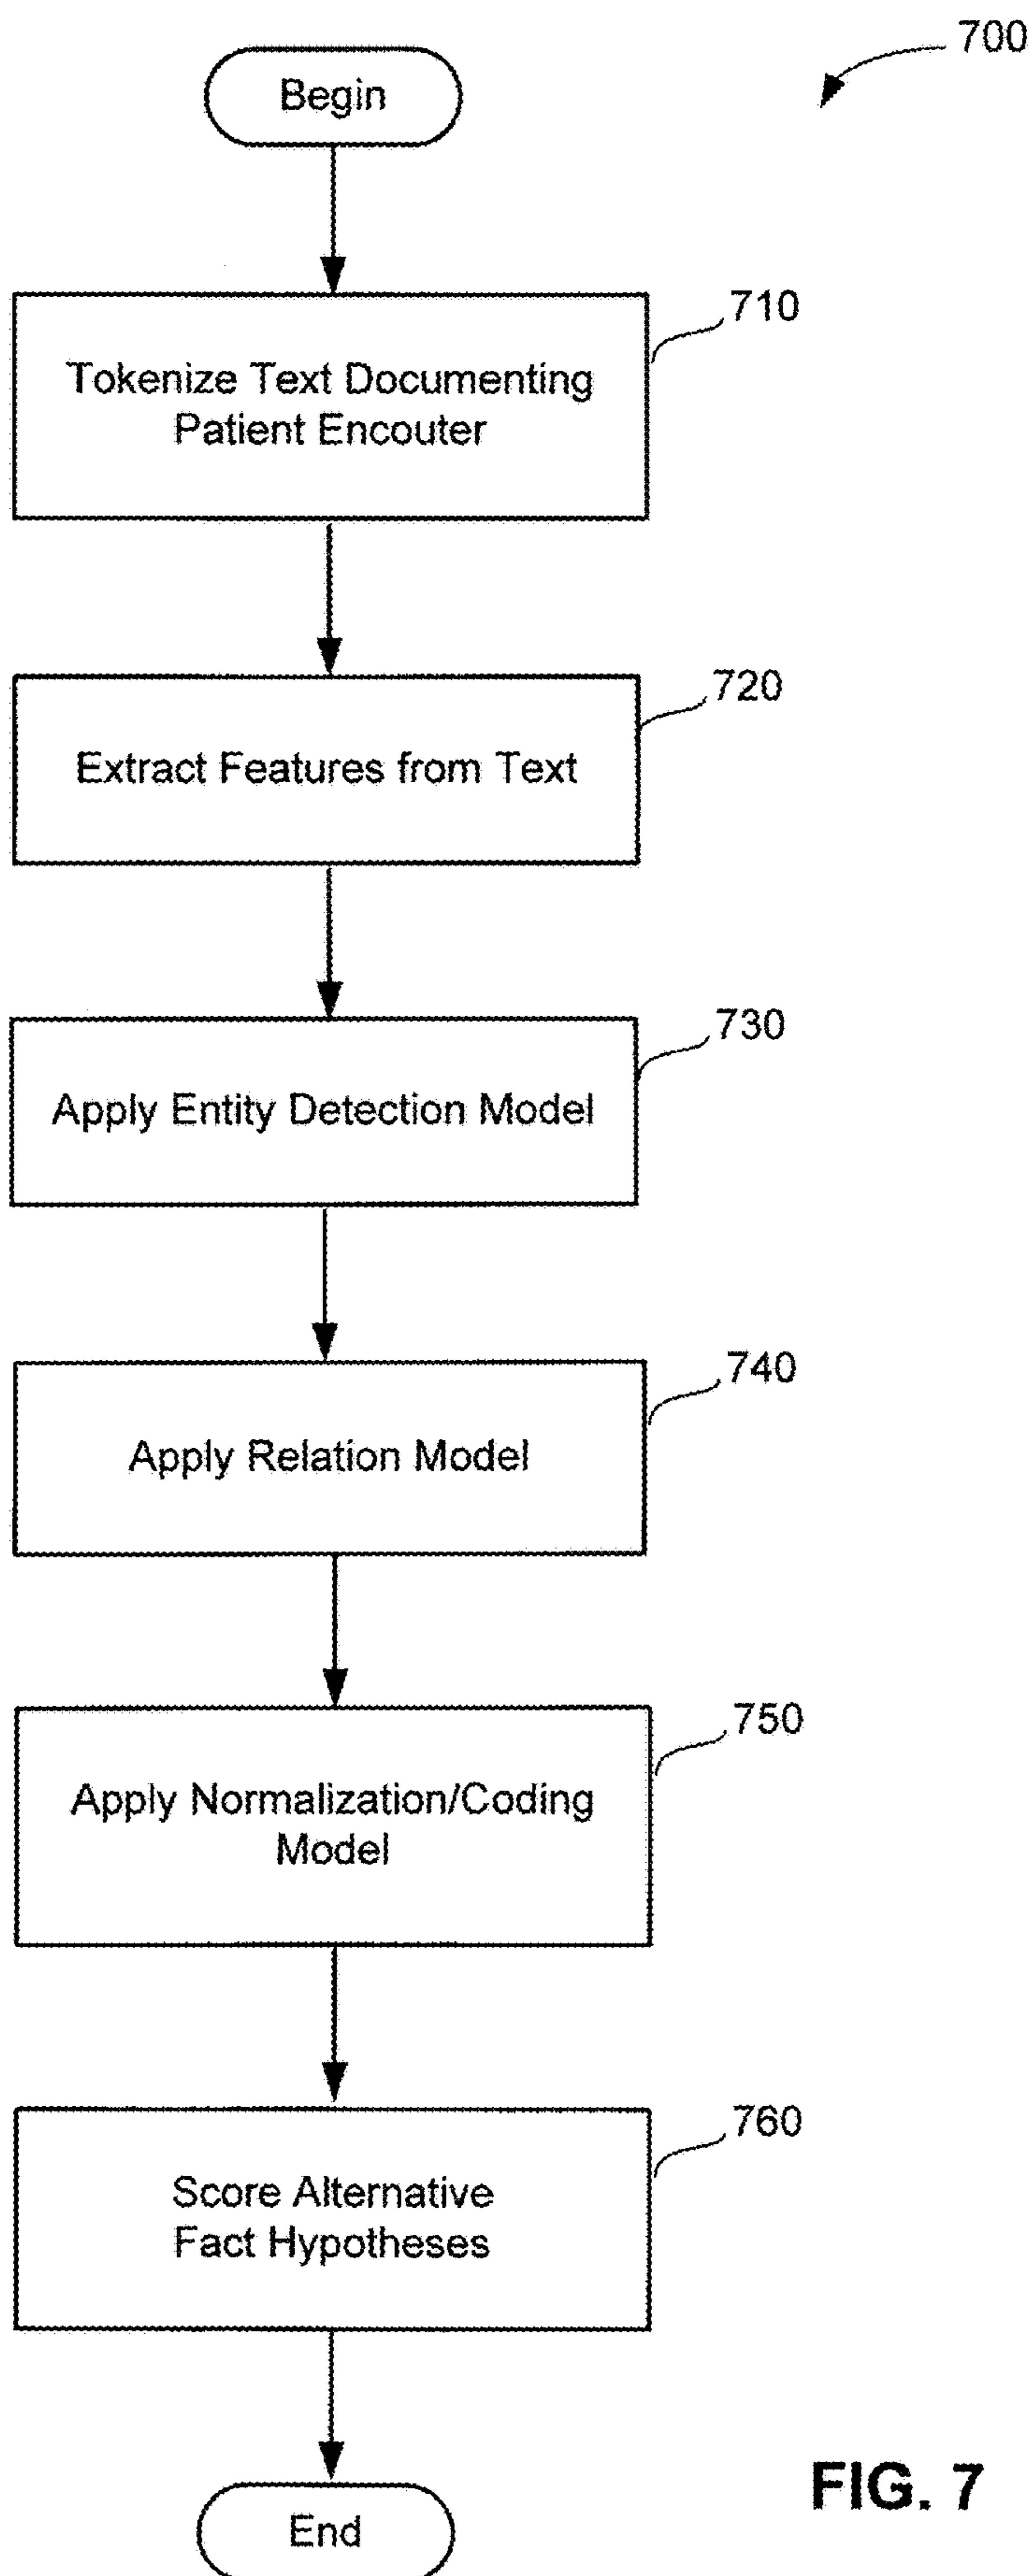 700
Begin
710
Tokenize Text Documenting
Patient Encouter
720
Extract Features from Text
730
Apply Entity Detection Model
740
Apply Relation Model
750
Apply Normalization/Coding
Model
760
Score Alternative
Fact Hypotheses
End
FIG. 7